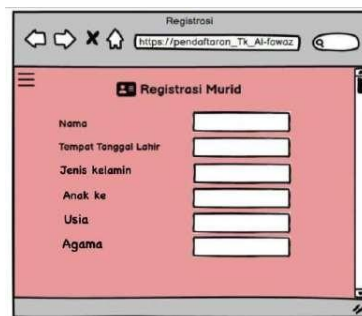 Registrasi
https://pendaftaran_Tk_Al-fawaz
Registrasi Murid
Nama
Tempat Tanggal Lahir
Jenis kelamin
Anak ke
Usia
Agama